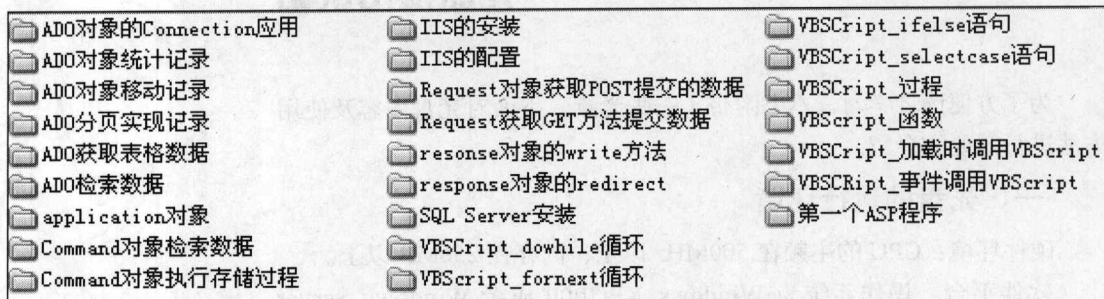 ADO对象的Connection应用
ADO对象统计记录
ADO对象移动记录
ADO分页实现记录
ADO获取表格数据
ADO检索数据
application对象
Command对象检索数据
Command对象执行存储过程
IIS的安装
IIS的配置
Request对象获取POST提交的数据
Request获取GET方法提交数据
resonse对象的write方法
response对象的redirect
SQL Server安装
VBSCript_dowhile循环
VBScript_fornext循环
VBSCript_ifelse语句
VBSCript_selectcase语句
VBSCript_过程
VBScript_函数
VBSCript_加载时调用VBScript
VBSCRipt_事件调用VBScript
第一个ASP程序